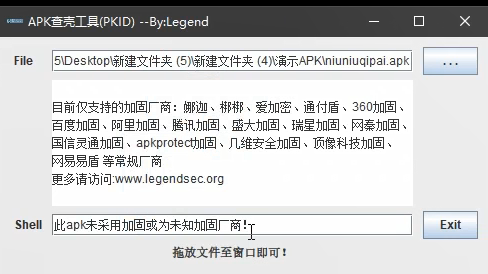 APK查壳工具(PKID) --By:Legend
File 5\Desktop\新建文件夹 (5)\新建文件夹 (4)\演示APK\niuniuqipai.apk ...
目前仅支持的加固厂商：娜迦、梆梆、爱加密、通付盾、360加固、
百度加固、阿里加固、腾讯加固、盛大加固、瑞星加固、网秦加固、
国信灵通加固、apkprotect加固、几维安全加固、顶像科技加固、
网易易盾 等常规厂商
更多请访问:www.legendsec.org
Shell 此apk未采用加固或为未知加固厂商! Exit
拖放文件至窗口即可！